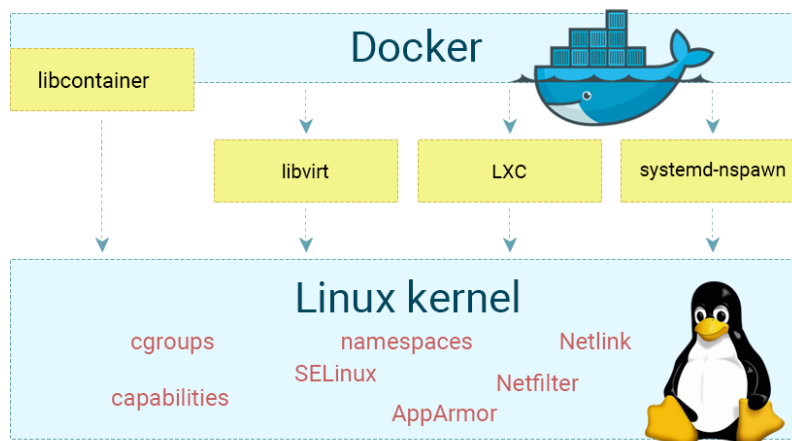 Docker
libcontainer
libvirt
LXC
systemd-nspawn
Linux kernel
cgroups
namespaces
Netlink
SELinux
Netfilter
capabilities
AppArmor